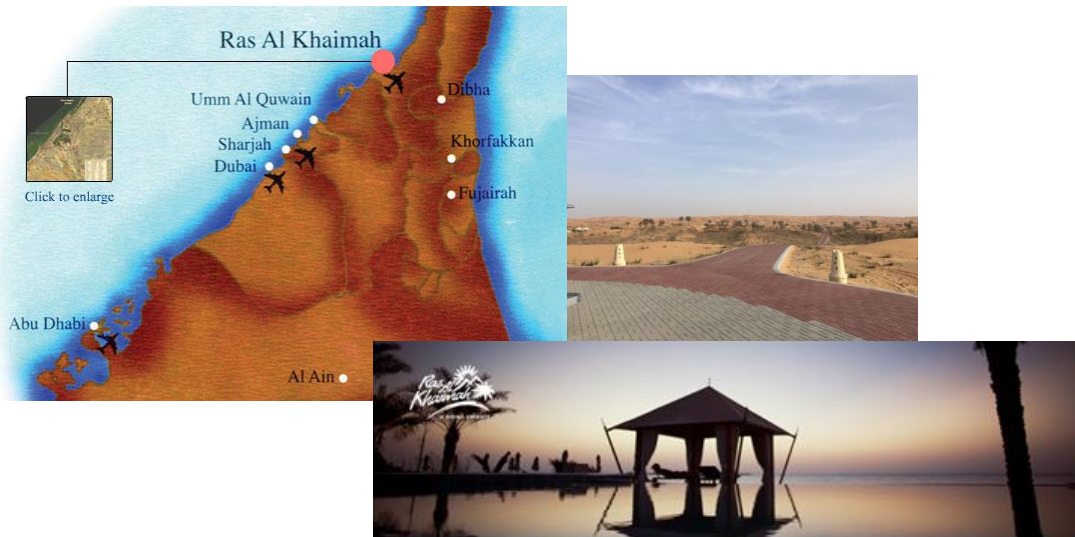 Ras Al Khaimah
Umm Al Quwain
Ajman
Sharjah
Dubai
Dibha
Khorfakkan
Fujairah
Click to enlarge
Abu Dhabi
Al Ain
Ras Al
Khaimah